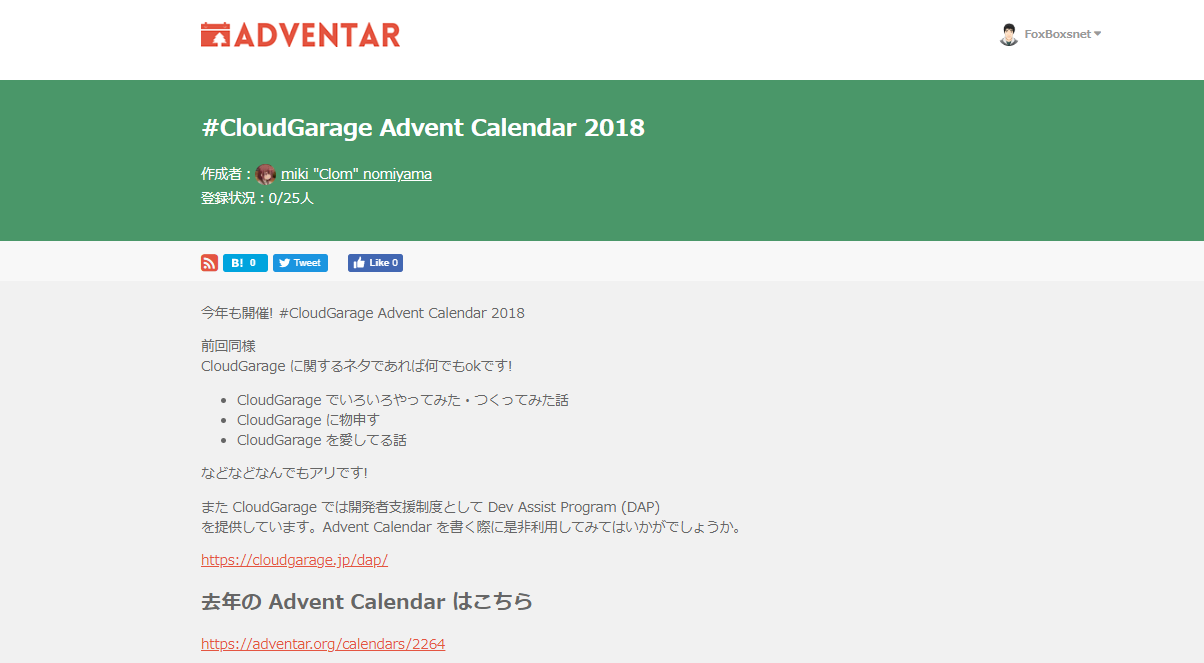 ADVENTAR
FoxBoxsnet
#CloudGarage Advent Calendar 2018
作成者：miki "Clom" nomiyama
登録状況：0/25人
B! 0 Tweet Like 0
今年も開催! #CloudGarage Advent Calendar 2018
前回同様
CloudGarage に関するネタであれば何でもokです!
CloudGarage でいろいろやってみた・つくってみた話
CloudGarage に物申す
CloudGarage を愛してる話
などなどなんでもアリです!
また CloudGarage では開発者支援制度として Dev Assist Program (DAP)
を提供しています。Advent Calendar を書く際に是非利用してみてはいかがでしょうか。
https://cloudgarage.jp/dap/
去年の Advent Calendar はこちら
https://adventar.org/calendars/2264